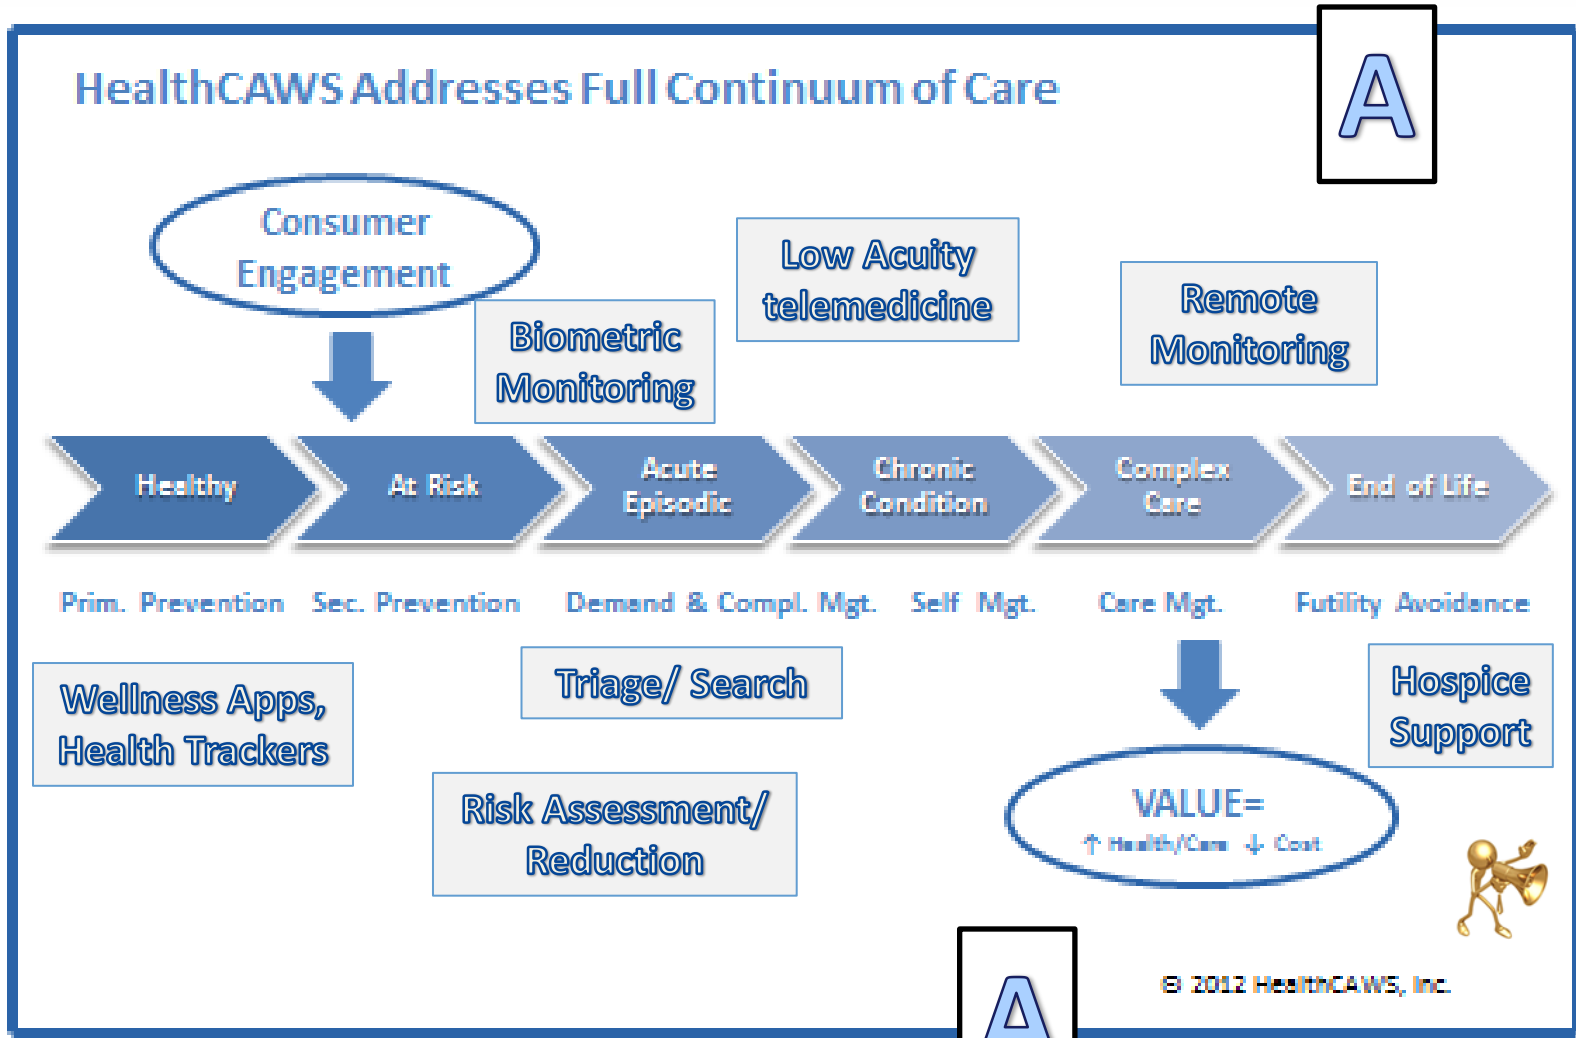 A
HealthCAWS Addresses Full Continuum of Care
Consumer
Engagement
Low Acuity
telemedicine
Remote
Monitoring
Biometric
Monitoring
Healthy
At Risk
Acute
Episodic
Chronic
Condition
Complex
Care
End of Life
Prim. Prevention
Sec. Prevention
Demand & Compl. Mgt.
Self Mgt.
Care Mgt.
Futility Avoidance
Wellness Apps,
Health Trackers
Triage/ Search
Hospice
Support
Risk Assessment/
Reduction
VALUE=
↑ Health/Care ↓ Cost
A
© 2012 HealthCAWS, Inc.